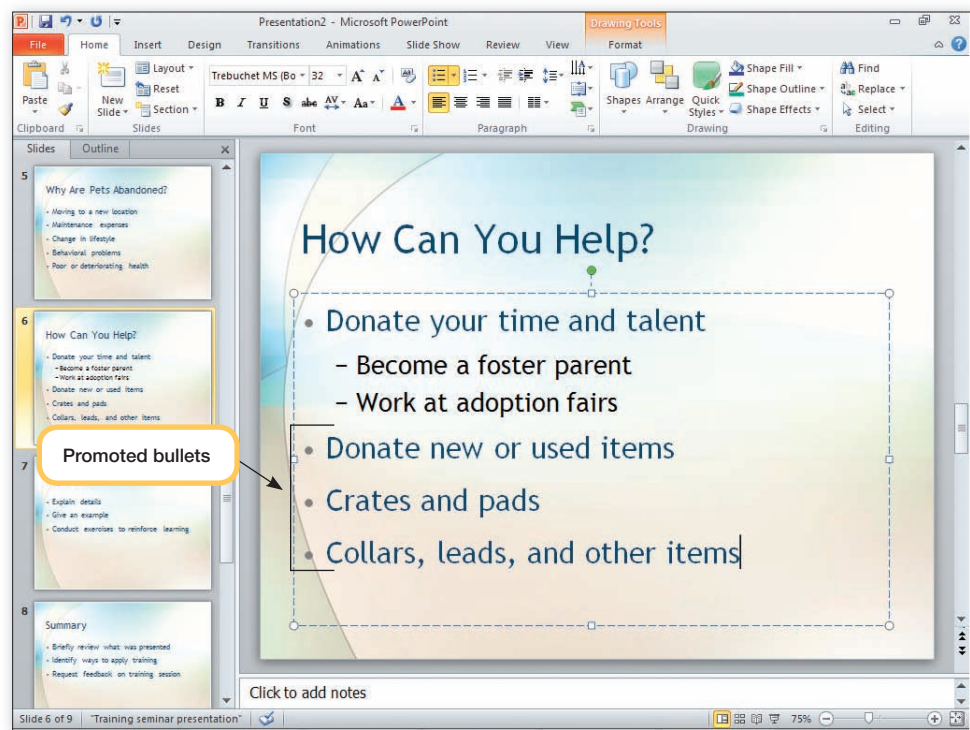 Presentation2 - Microsoft PowerPoint
Drawing Tools
File Home Insert Design Transitions Animations Slide Show Review View Format
Paste
Clipboard
New Slide
Layout
Reset
Section
Slides
Trebuchet MS (Bo 32
B I U S abc AV Aa A
Font
Paragraph
Shapes Arrange Quick Styles
Shape Fill
Shape Outline
Shape Effects
Drawing
Find
Replace
Select
Editing
Slides Outline
5
Why Are Pets Abandoned?
• Moving to a new location
• Maintenance expenses
• Change in lifestyle
• Behavioral problems
• Poor or deteriorating health
6
How Can You Help?
• Donate your time and talent
– Become a foster parent
– Work at adoption fairs
• Donate new or used items
• Crates and pads
• Collars, leads, and other items
Promoted bullets
7
• Explain details
• Give an example
• Conduct exercises to reinforce learning
8
Summary
• Briefly review what was presented
• Identify ways to apply training
• Request feedback on training session
How Can You Help?
• Donate your time and talent
– Become a foster parent
– Work at adoption fairs
• Donate new or used items
• Crates and pads
• Collars, leads, and other items
Click to add notes
Slide 6 of 9 "Training seminar presentation" 75%